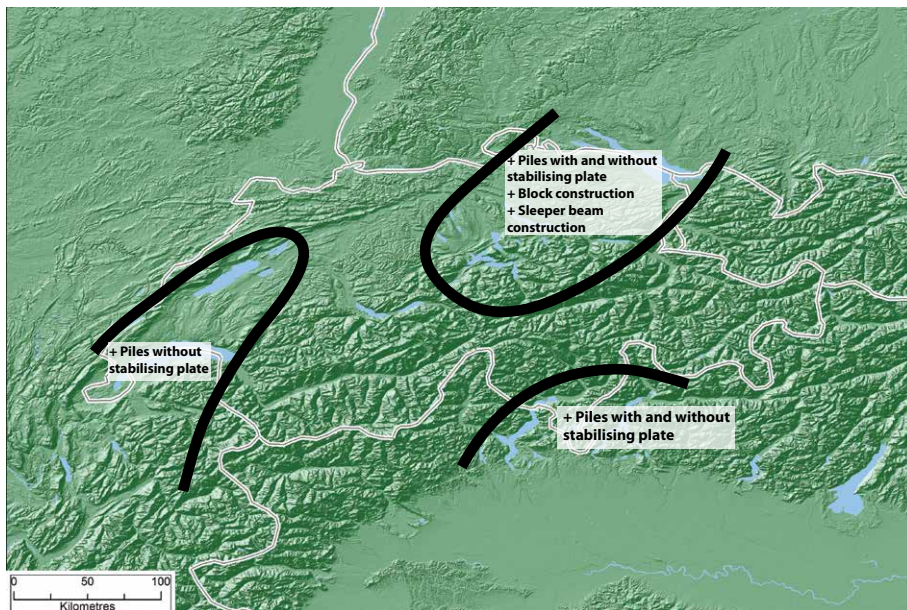 + Piles with and without
stabilising plate
+ Block construction
+ Sleeper beam
construction
+ Piles without
stabilising plate
+ Piles with and without
stabilising plate
0 50 100
Kilometres